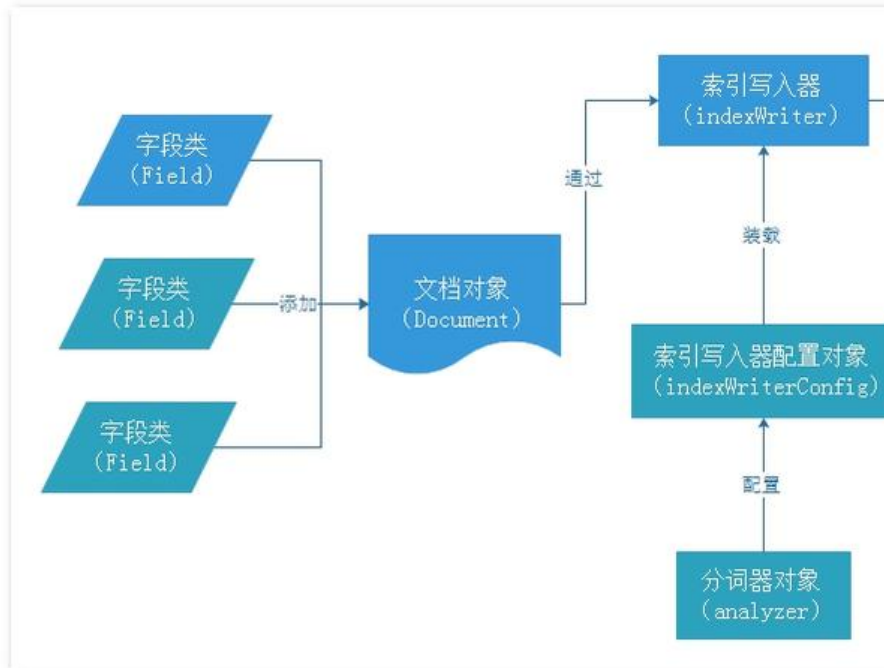 索引写入器
(indexWriter)
字段类
(Field)
通过
装载
字段类
(Field)
添加
文档对象
(Document)
索引写入器配置对象
(indexWriterConfig)
字段类
(Field)
配置
分词器对象
(analyzer)